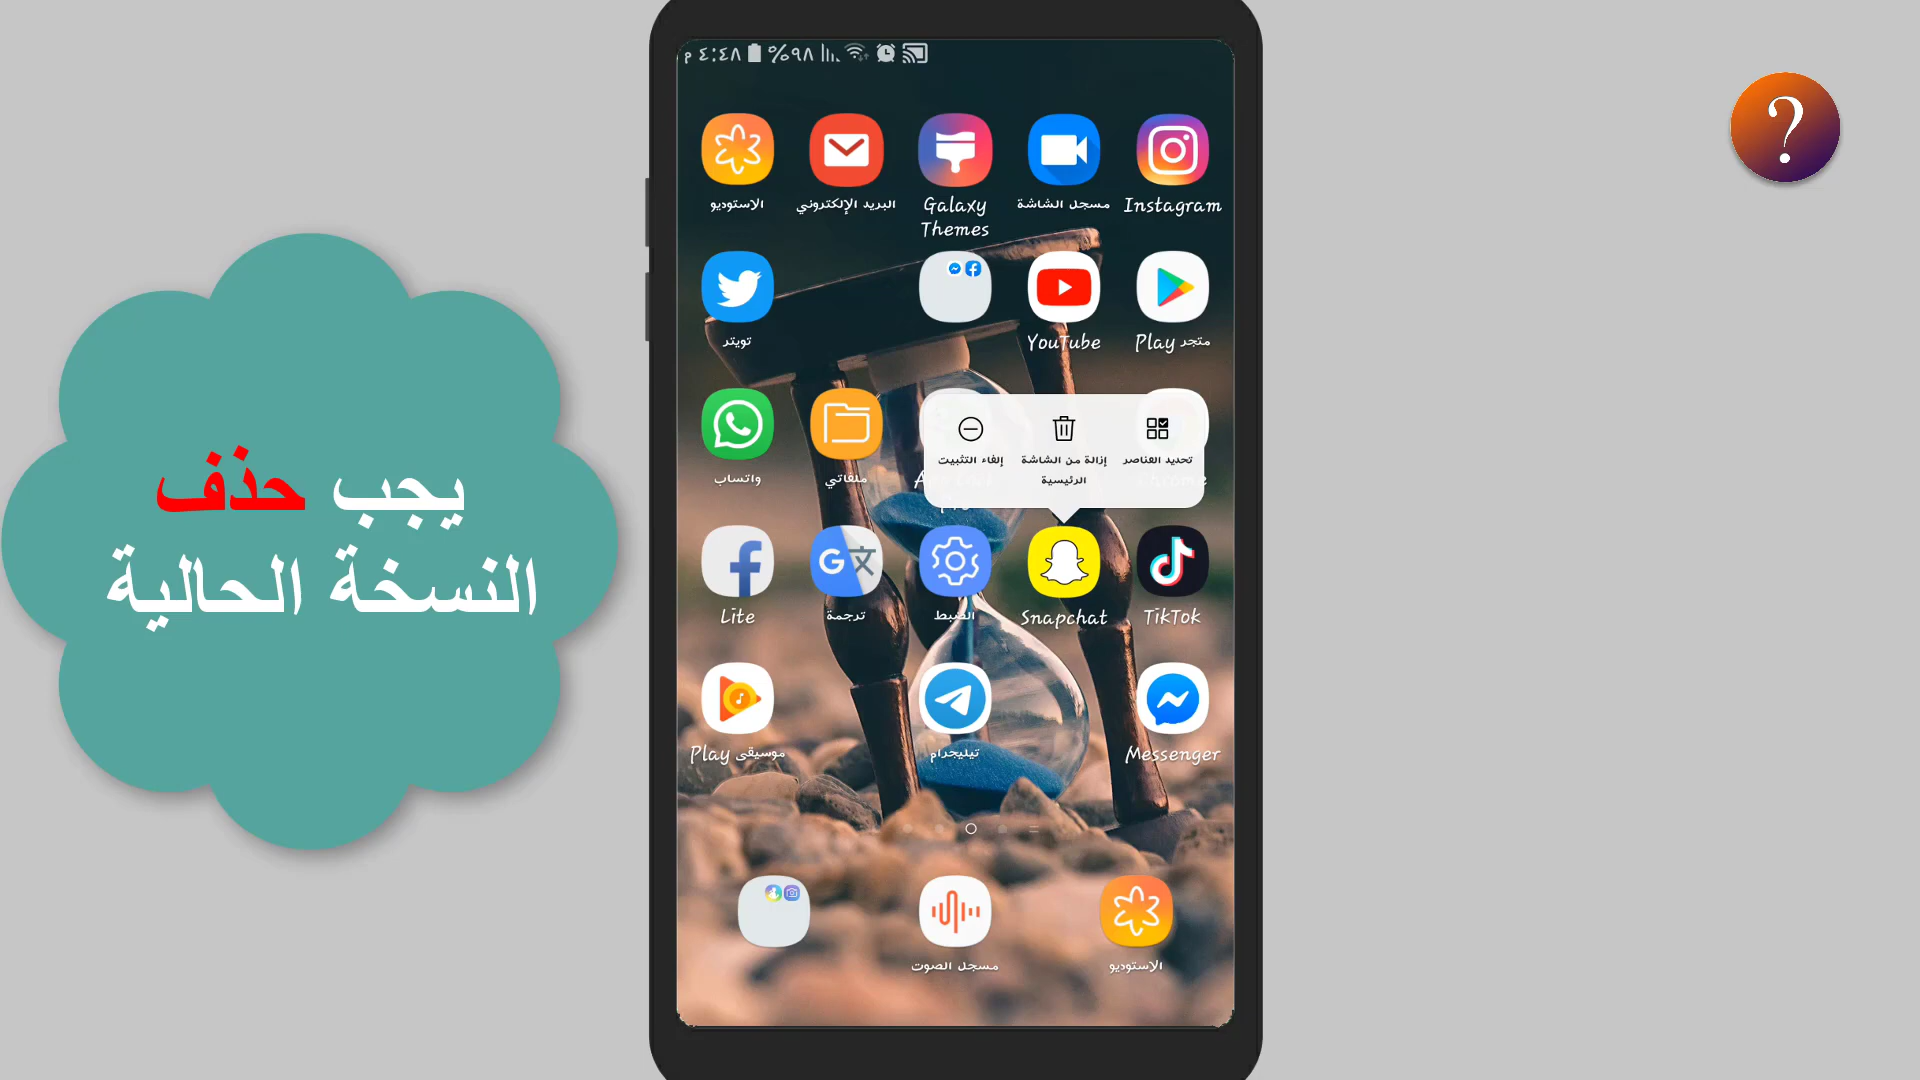 ٤:٤٨ م
٩٨%
الاستوديو
البريد الإلكتروني
Galaxy
Themes
مسجل الشاشة
Instagram
?
تويتر
YouTube
متجر Play
واتساب
ملفاتي
إلغاء التثبيت
إزالة من الشاشة
الرئيسية
تحديد العناصر
يجب حذف
النسخة الحالية
Lite
ترجمة
الضبط
Snapchat
TikTok
موسيقى Play
تيليجرام
Messenger
مسجل الصوت
الاستوديو